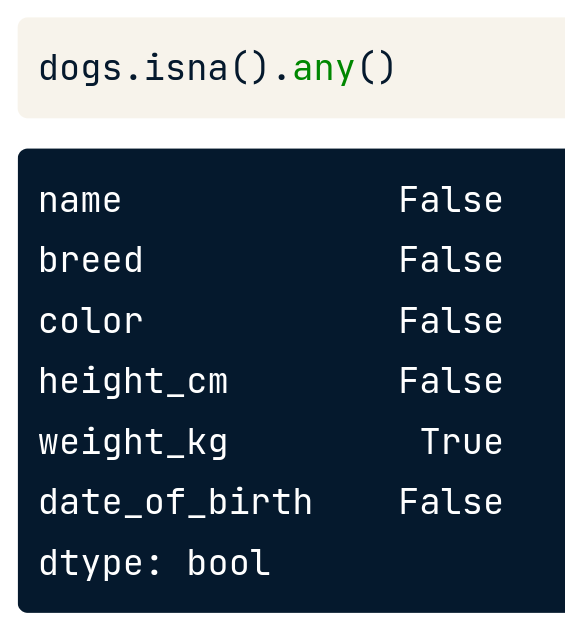 dogs.isna().any()
name             False
breed            False
color            False
height_cm        False
weight_kg         True
date_of_birth    False
dtype: bool